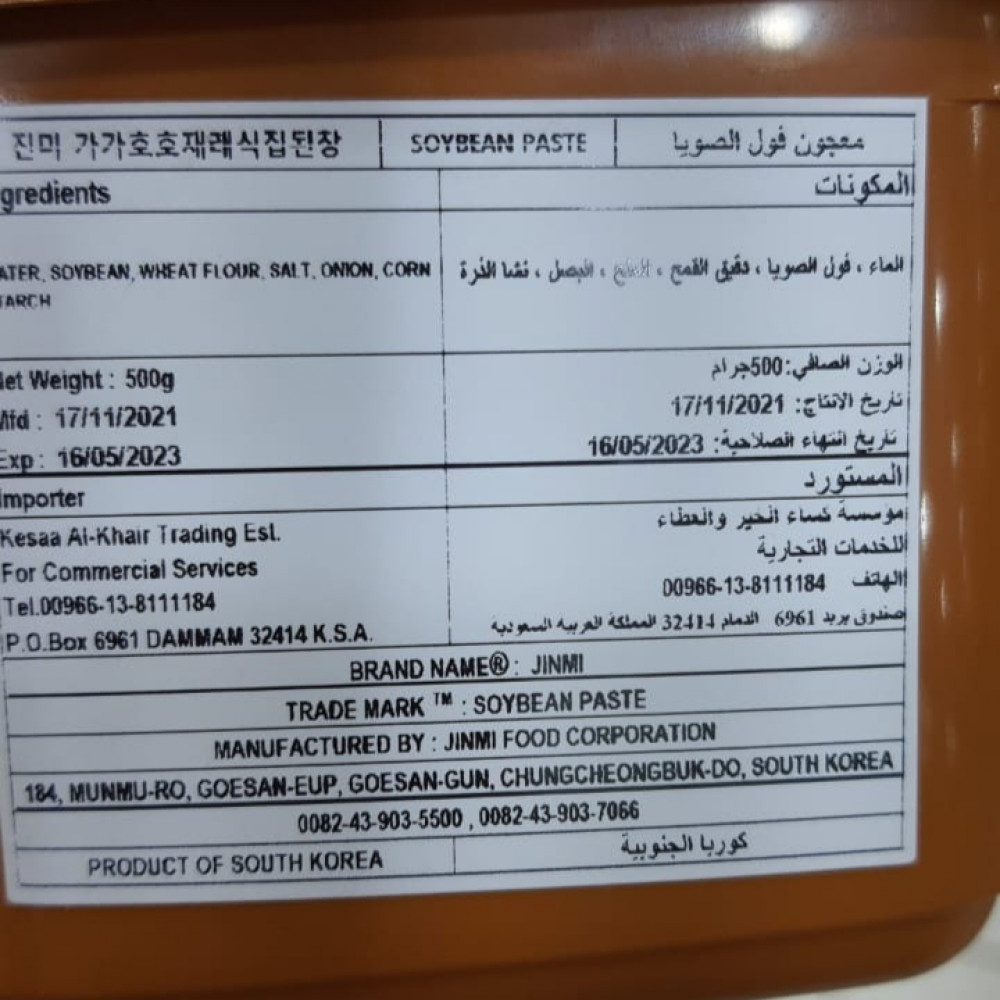 진미 가가호호재래식집된장 SOYBEAN PASTE معجون فول الصويا
gredients المكونات
ATER, SOYBEAN, WHEAT FLOUR, SALT, ONION, CORN
TARCH
الماء ، فول الصويا ، دقيق القمح ، الملح ، البصل ، نشا الذرة
et Weight : 500g
Mfd : 17/11/2021
Exp : 16/05/2023
الوزن الصافي:500جرام
تاريخ الانتاج: 17/11/2021
تاريخ انتهاء الصلاحية: 16/05/2023
Importer
المستورد
Kesaa Al-Khair Trading Est.
For Commercial Services
Tel.00966-13-8111184
P.O.Box 6961 DAMMAM 32414 K.S.A.
مؤسسة كساء الخير والعطاء
للخدمات التجارية
الهاتف 00966-13-8111184
صندوق بريد 6961 الدمام 32414 المملكة العربية السعودية
BRAND NAME® : JINMI
TRADE MARK ™ : SOYBEAN PASTE
MANUFACTURED BY : JINMI FOOD CORPORATION
184, MUNMU-RO, GOESAN-EUP, GOESAN-GUN, CHUNGCHEONGBUK-DO, SOUTH KOREA
0082-43-903-5500 , 0082-43-903-7066
PRODUCT OF SOUTH KOREA
كوريا الجنوبية